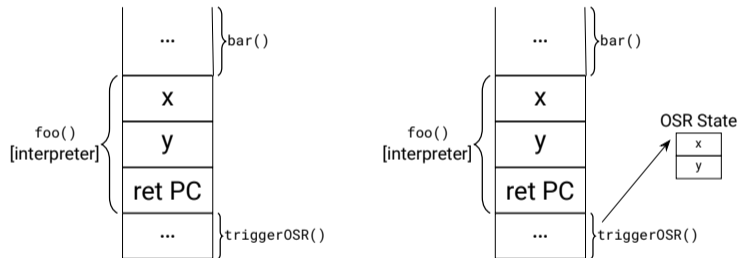 ...
bar()
x
foo()
[interpreter]
y
ret PC
...
triggerOSR()
...
bar()
x
foo()
[interpreter]
y
ret PC
...
triggerOSR()
OSR State
x
y